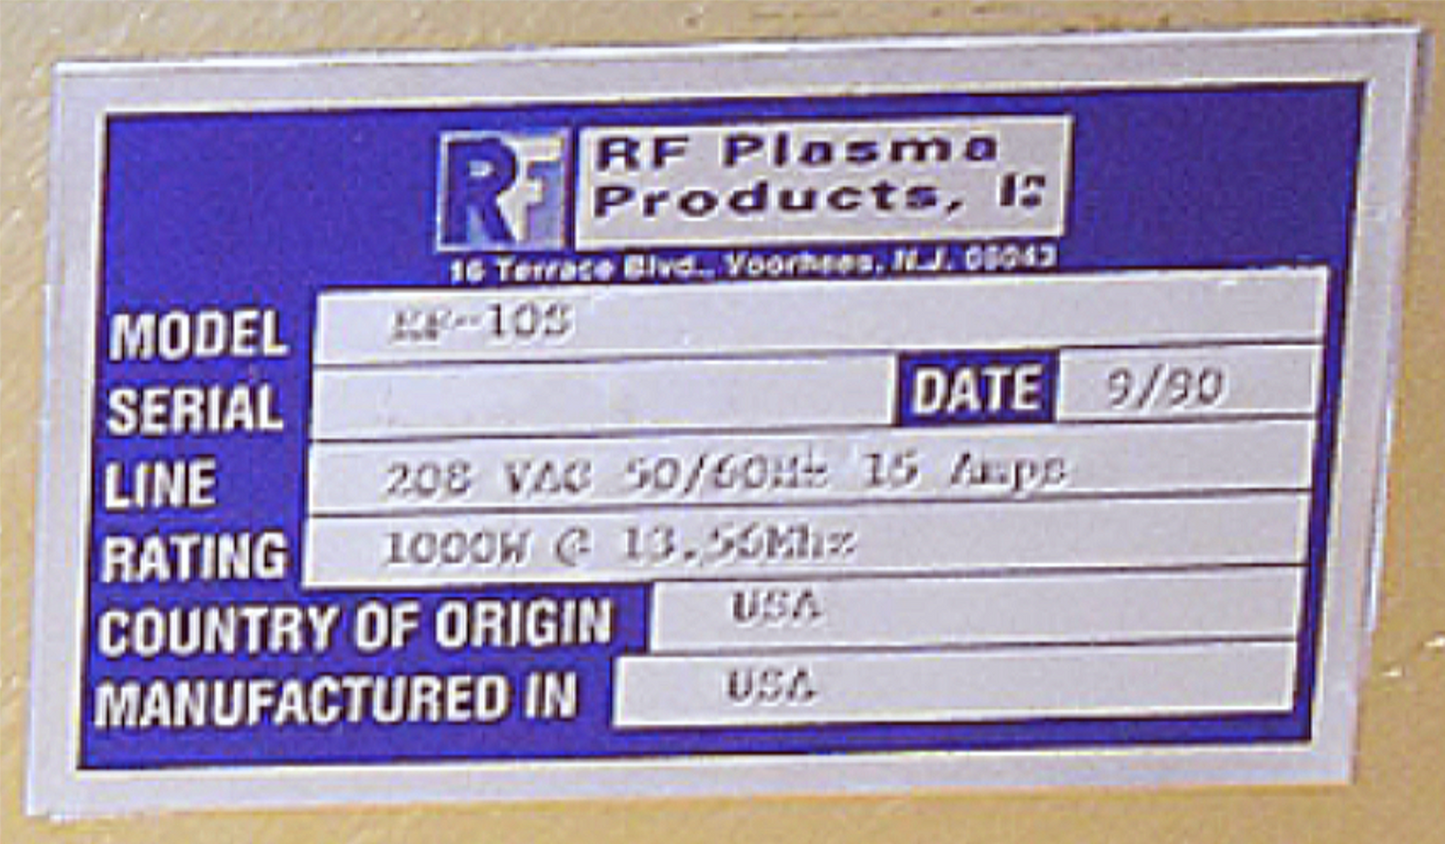 RF RF Plasma
Products,
16 Terrace Blvd., Voorhees, N.J. 08043
MODEL RF-10S
SERIAL DATE 9/90
LINE 208 VAC 50/60Hz 15 Amps
RATING 1000W @ 13.56Mhz
COUNTRY OF ORIGIN USA
MANUFACTURED IN USA